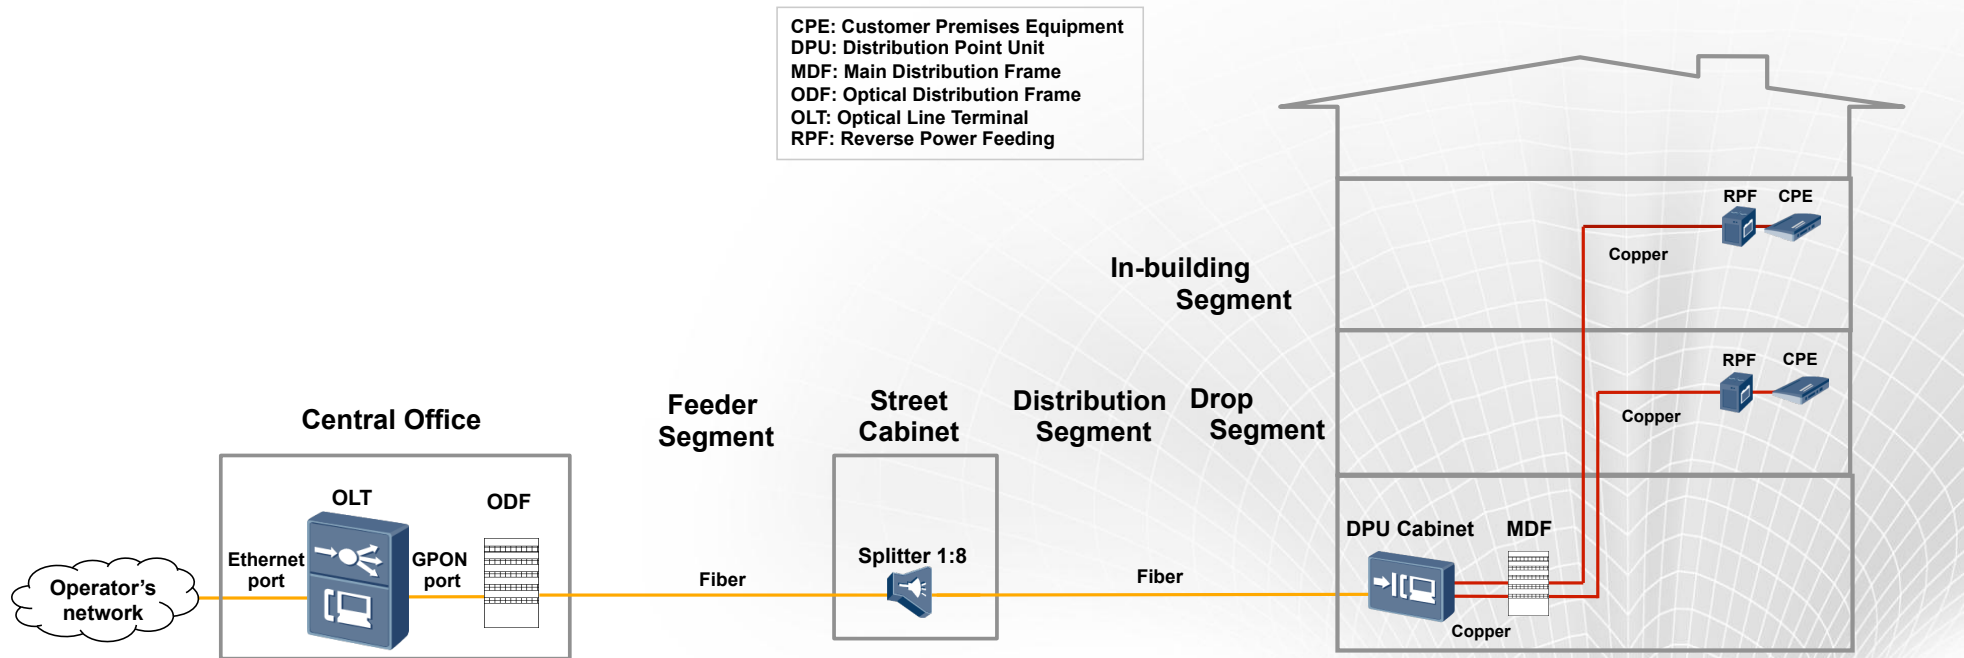 CPE: Customer Premises Equipment
DPU: Distribution Point Unit
MDF: Main Distribution Frame
ODF: Optical Distribution Frame
OLT: Optical Line Terminal
RPF: Reverse Power Feeding
RPF
CPE
Copper
In-building
Segment
RPF
CPE
Copper
Central Office
Feeder
Segment
Street
Cabinet
Distribution
Segment
Drop
Segment
OLT
ODF
Ethernet
port
GPON
port
Operator's
network
Fiber
Splitter 1:8
Fiber
DPU Cabinet
MDF
Copper